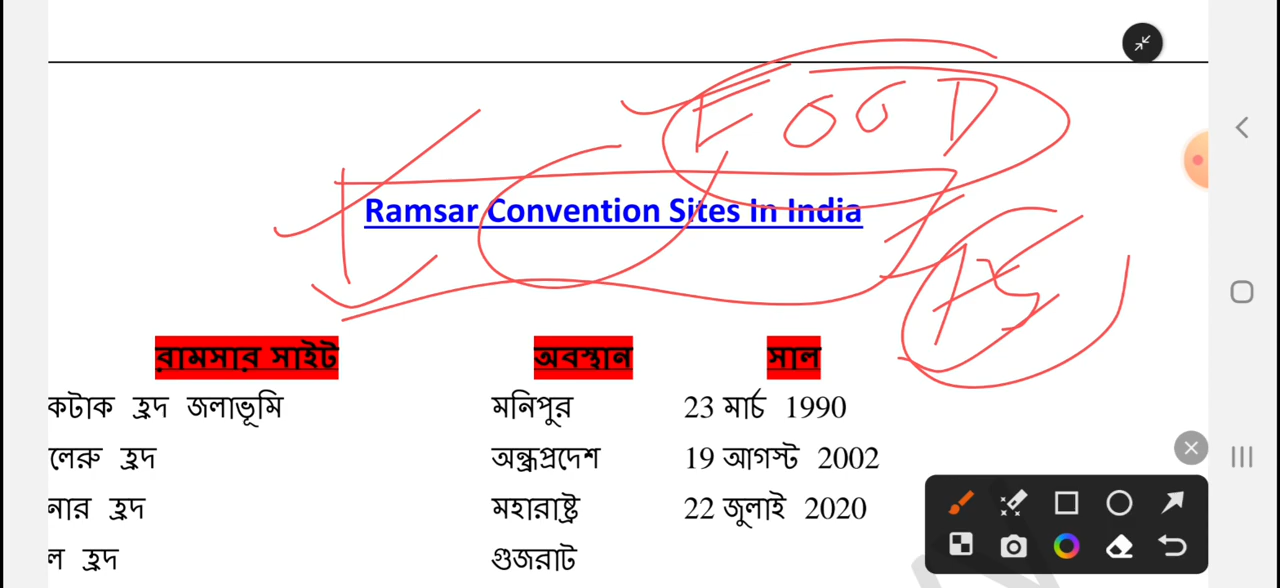 FOOD
Ramsar Convention Sites In India
রামসার সাইট অবস্থান সাল
কটাক হ্রদ জলাভূমি মনিপুর 23 মার্চ 1990
লেরু হ্রদ অন্ধ্রপ্রদেশ 19 আগস্ট 2002
নার হ্রদ মহারাষ্ট্র 22 জুলাই 2020
ল হ্রদ গুজরাট